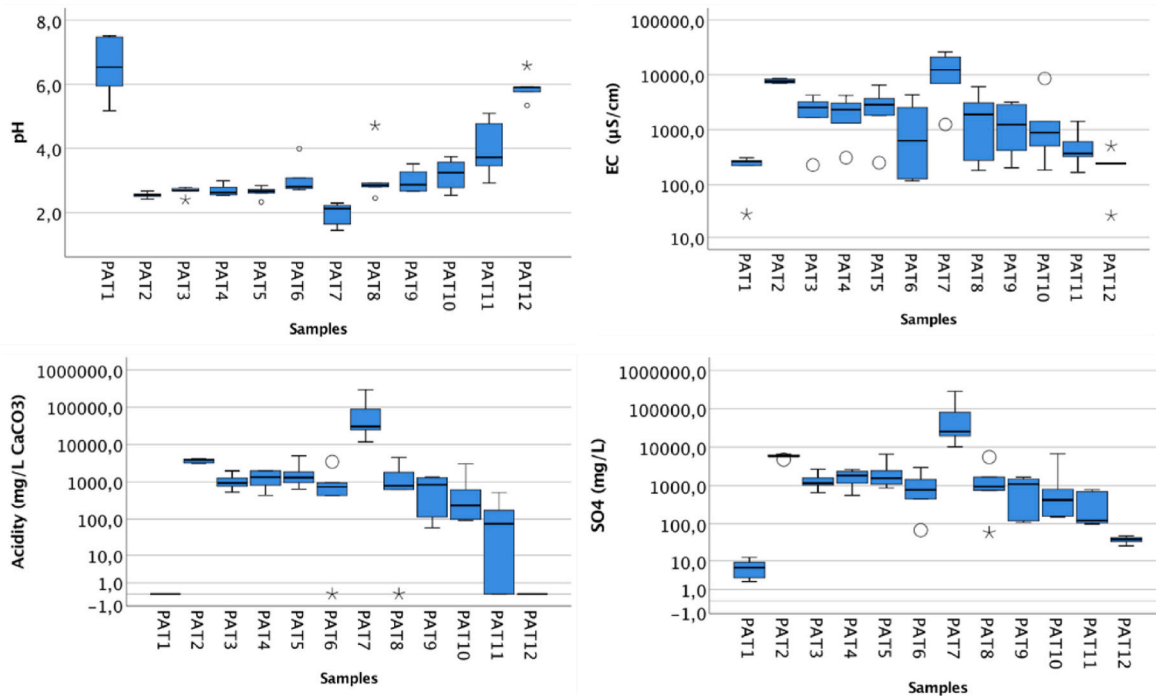 pH
8,0
6,0
4,0
2,0
PAT1
PAT2
PAT3
PAT4
PAT5
PAT6
PAT7
PAT8
PAT9
PAT10
PAT11
PAT12
Samples
EC (µS/cm)
100000,0
10000,0
1000,0
100,0
10,0
PAT1
PAT2
PAT3
PAT4
PAT5
PAT6
PAT7
PAT8
PAT9
PAT10
PAT11
PAT12
Samples
Acidity (mg/L CaCO3)
1000000,0
100000,0
10000,0
1000,0
100,0
10,0
1,0
-1,0
PAT1
PAT2
PAT3
PAT4
PAT5
PAT6
PAT7
PAT8
PAT9
PAT10
PAT11
PAT12
Samples
SO4 (mg/L)
1000000,0
100000,0
10000,0
1000,0
100,0
10,0
1,0
-1,0
PAT1
PAT2
PAT3
PAT4
PAT5
PAT6
PAT7
PAT8
PAT9
PAT10
PAT11
PAT12
Samples